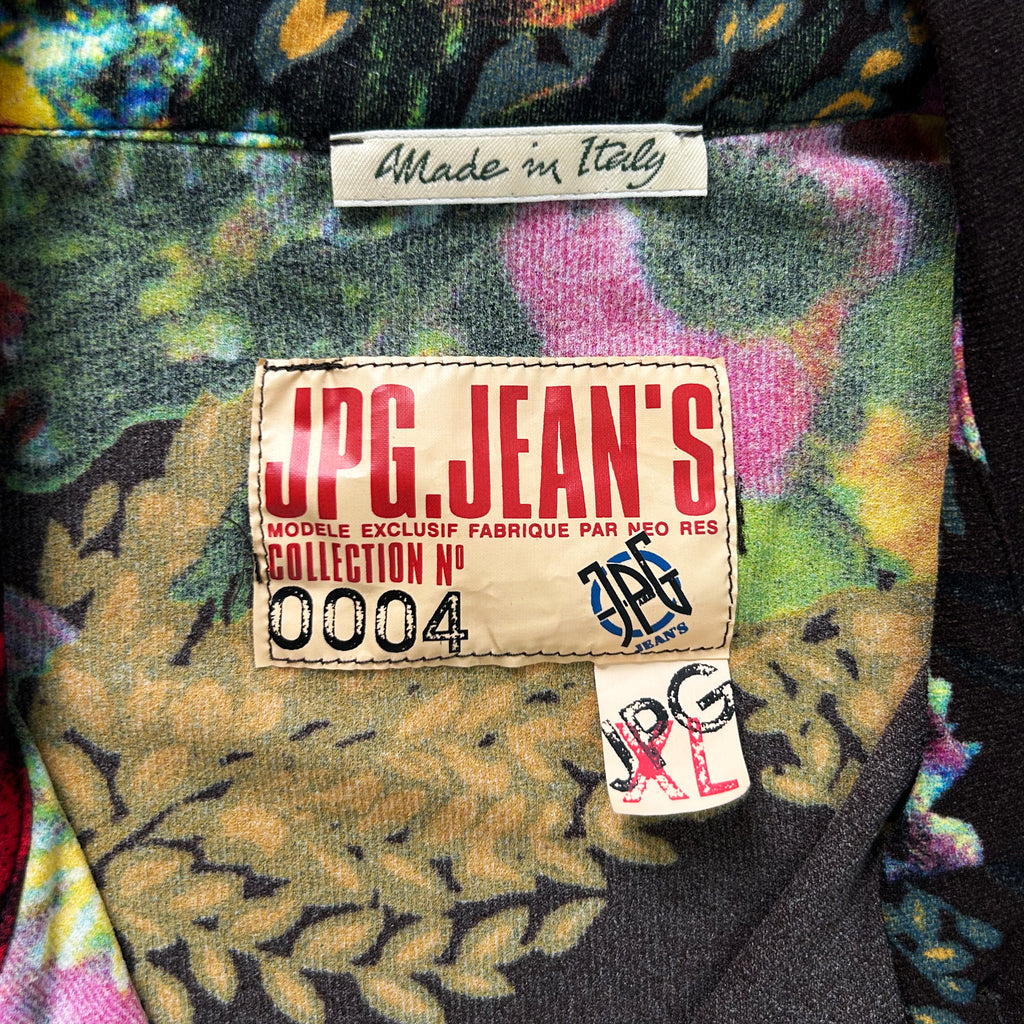 Made in Italy
JPG.JEAN'S
MODELE EXCLUSIF FABRIQUE PAR NEO RES
COLLECTION Nº
0004
JPG
JEAN'S
JPG
XL